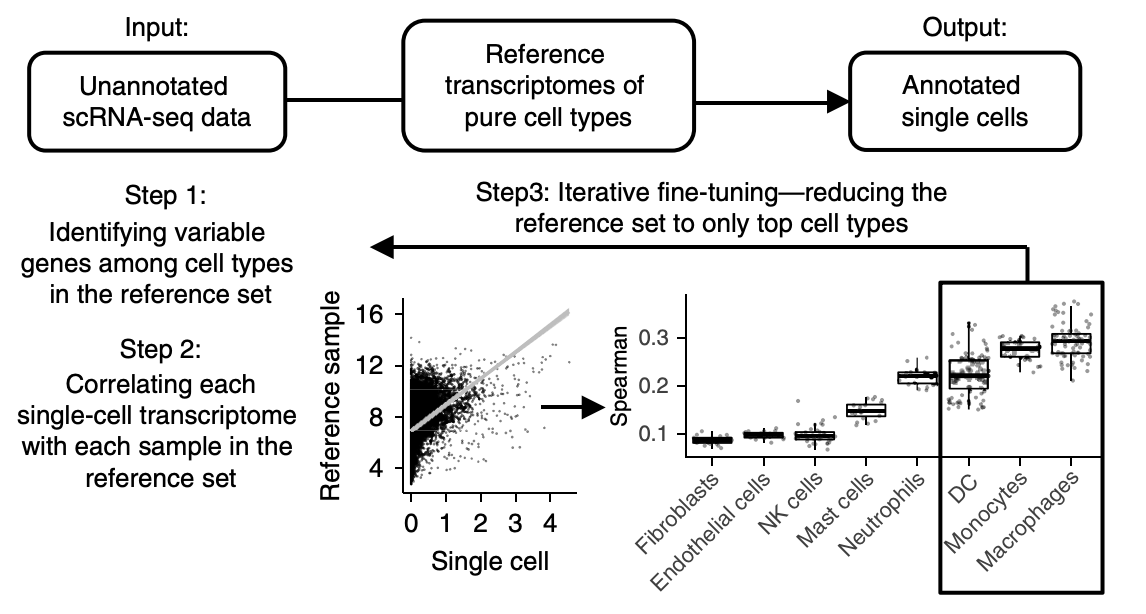 Input:
Unannotated
scRNA-seq data
Reference
transcriptomes of
pure cell types
Output:
Annotated
single cells
Step 1:
Identifying variable
genes among cell types
in the reference set
Step 2:
Correlating each
single-cell transcriptome
with each sample in the
reference set
Step3: Iterative fine-tuning—reducing the
reference set to only top cell types
Reference sample
16
12
8
4
0 1 2 3 4
Single cell
Spearman
0.3
0.2
0.1
Fibroblasts
Endothelial cells
NK cells
Mast cells
Neutrophils
DC
Monocytes
Macrophages